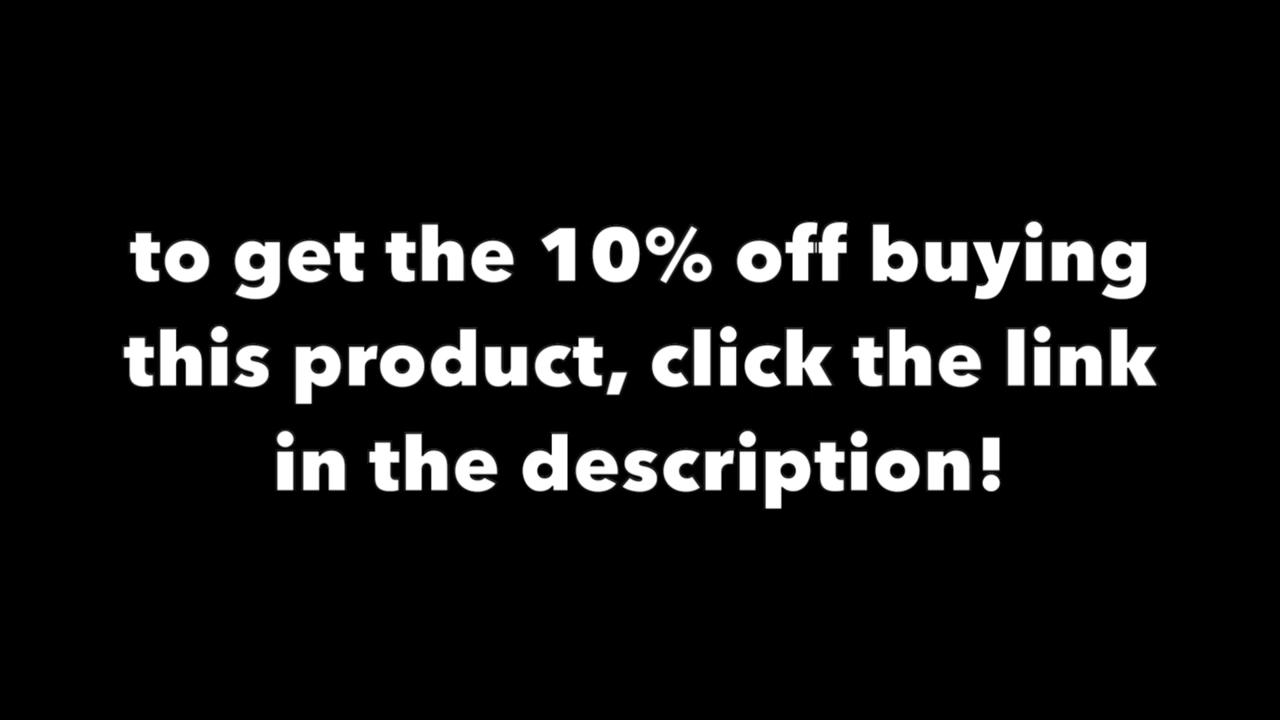 to get the 10% off buying
this product, click the link
in the description!